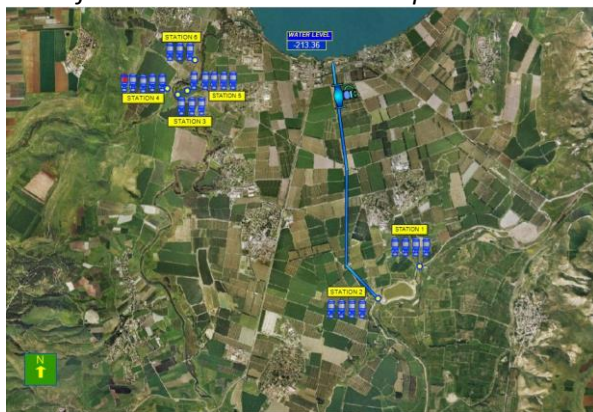 WATER LEVEL
-213.36
STATION 6
STATION 4
STATION 5
STATION 3
STATION 1
STATION 2
N